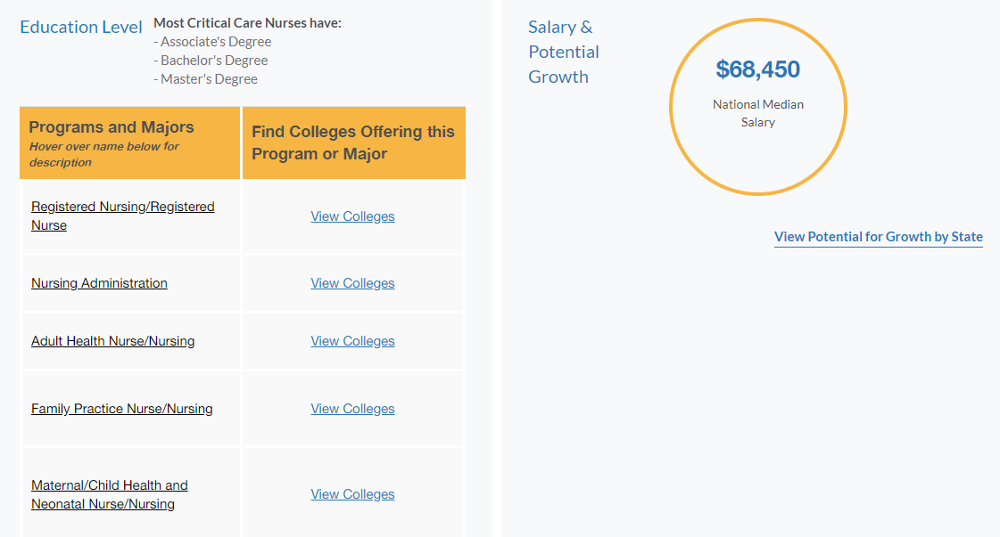 Education Level
Most Critical Care Nurses have:
- Associate's Degree
- Bachelor's Degree
- Master's Degree
Programs and Majors
Hover over name below for
description
Find Colleges Offering this
Program or Major
Registered Nursing/Registered
Nurse
View Colleges
Nursing Administration
View Colleges
Adult Health Nurse/Nursing
View Colleges
Family Practice Nurse/Nursing
View Colleges
Maternal/Child Health and
Neonatal Nurse/Nursing
View Colleges
Salary &
Potential
Growth
$68,450
National Median
Salary
View Potential for Growth by State